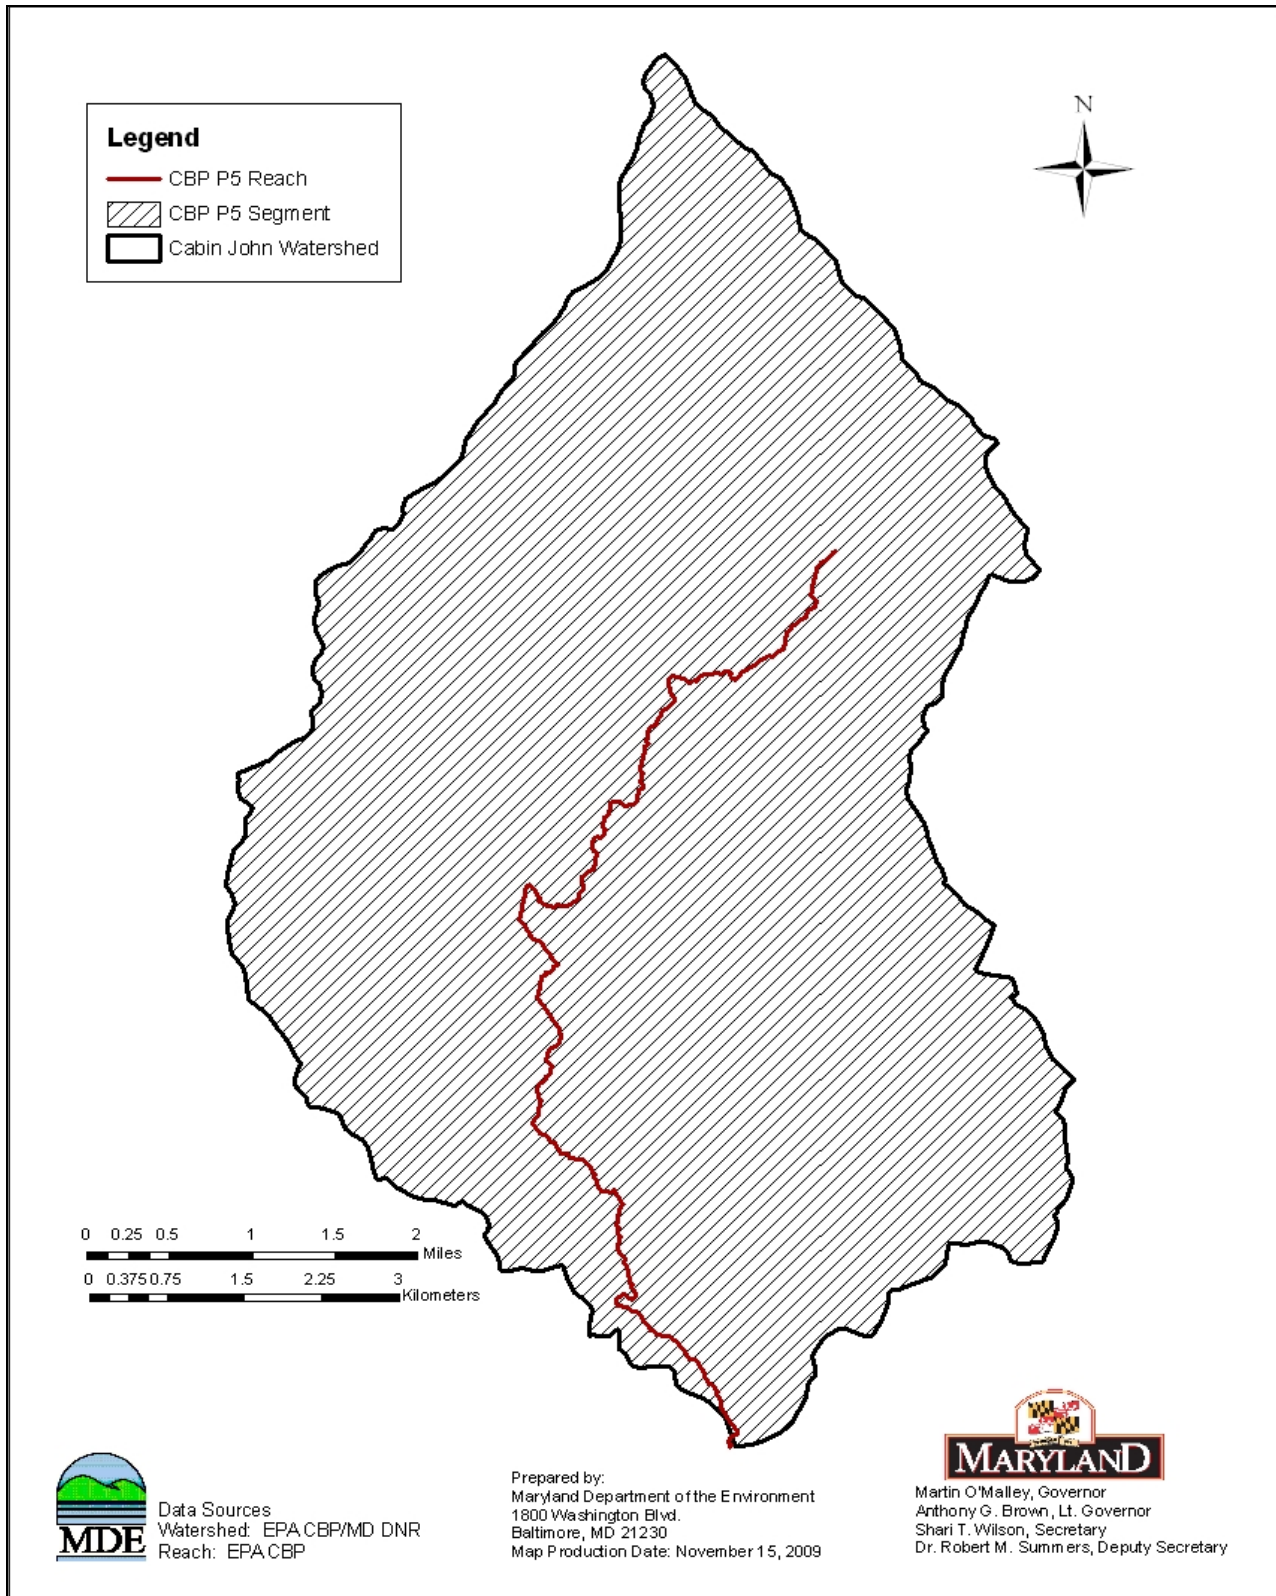 Legend
CBP P5 Reach
CBP P5 Segment
Cabin John Watershed
N
0 0.25 0.5 1 1.5 2
Miles
0 0.375 0.75 1.5 2.25 3
Kilometers
MDE
Data Sources
Watershed: EPA CBP/MD DNR
Reach: EPA CBP
Prepared by:
Maryland Department of the Environment
1800 Washington Blvd.
Baltimore, MD 21230
Map Production Date: November 15, 2009
MARYLAND
Martin O'Malley, Governor
Anthony G. Brown, Lt. Governor
Shari T. Wilson, Secretary
Dr. Robert M. Summers, Deputy Secretary